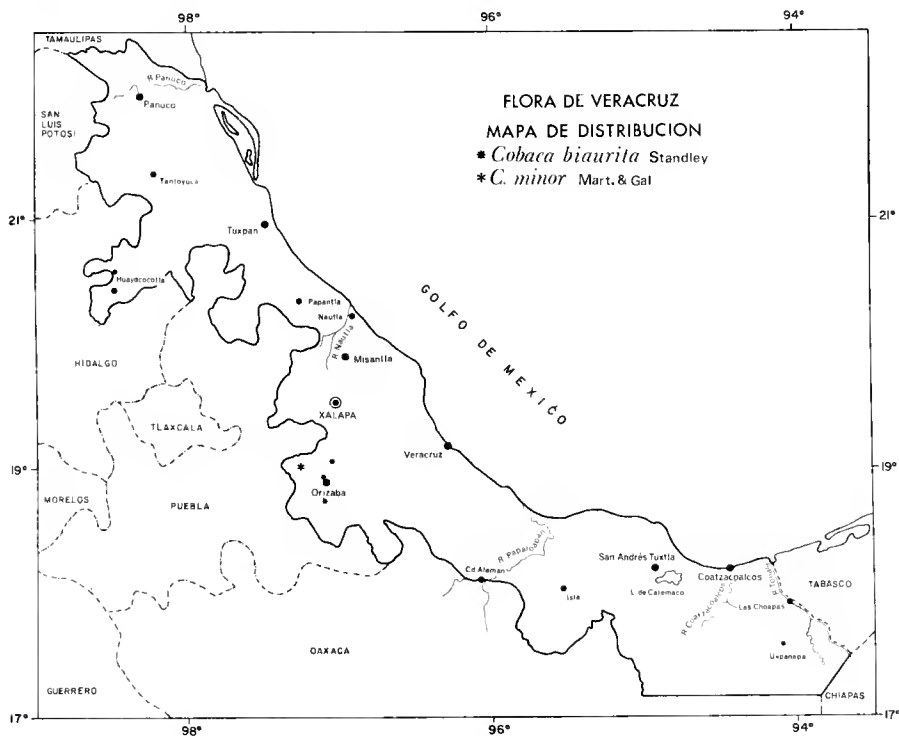 98° 96° 94°
TAMAULIPAS
R Panuco
Panuco
SAN
LUIS
POTOSI
FLORA DE VERACRUZ
MAPA DE DISTRIBUCION
Cobaca biaurita Standley
* C. minor Mart. & Gal
Tantoyuca
21° 21°
Tuxpan
Huayacocotla
GOLFO DE MEXICO
Papantla
Nautla
R Nautla
Misantla
HIDALGO
XALAPA
TLAXCALA
Veracruz
19° 19°
Orizaba
MORELOS
PUEBLA
R Papaloapan
San Andrés Tuxtla
Cd Aleman
Coatzacoalcos
TABASCO
L de Catemaco
R Tonala
Isla
R Coatzacoalcos
Las Choapas
OAXACA
Uxpanapa
GUERRERO
CHIAPAS
17° 17°
98° 96° 94°